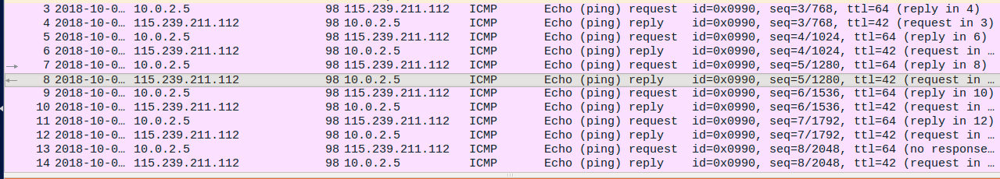 3 2018-10-0… 10.0.2.5 98 115.239.211.112 ICMP Echo (ping) request id=0x0990, seq=3/768, ttl=64 (reply in 4)
4 2018-10-0… 115.239.211.112 98 10.0.2.5 ICMP Echo (ping) reply id=0x0990, seq=3/768, ttl=42 (request in 3)
5 2018-10-0… 10.0.2.5 98 115.239.211.112 ICMP Echo (ping) request id=0x0990, seq=4/1024, ttl=64 (reply in 6)
6 2018-10-0… 115.239.211.112 98 10.0.2.5 ICMP Echo (ping) reply id=0x0990, seq=4/1024, ttl=42 (request in …
7 2018-10-0… 10.0.2.5 98 115.239.211.112 ICMP Echo (ping) request id=0x0990, seq=5/1280, ttl=64 (reply in 8)
8 2018-10-0… 115.239.211.112 98 10.0.2.5 ICMP Echo (ping) reply id=0x0990, seq=5/1280, ttl=42 (request in …
9 2018-10-0… 10.0.2.5 98 115.239.211.112 ICMP Echo (ping) request id=0x0990, seq=6/1536, ttl=64 (reply in 10)
10 2018-10-0… 115.239.211.112 98 10.0.2.5 ICMP Echo (ping) reply id=0x0990, seq=6/1536, ttl=42 (request in …
11 2018-10-0… 10.0.2.5 98 115.239.211.112 ICMP Echo (ping) request id=0x0990, seq=7/1792, ttl=64 (reply in 12)
12 2018-10-0… 115.239.211.112 98 10.0.2.5 ICMP Echo (ping) reply id=0x0990, seq=7/1792, ttl=42 (request in …
13 2018-10-0… 10.0.2.5 98 115.239.211.112 ICMP Echo (ping) request id=0x0990, seq=8/2048, ttl=64 (no response…
14 2018-10-0… 115.239.211.112 98 10.0.2.5 ICMP Echo (ping) reply id=0x0990, seq=8/2048, ttl=42 (request in …